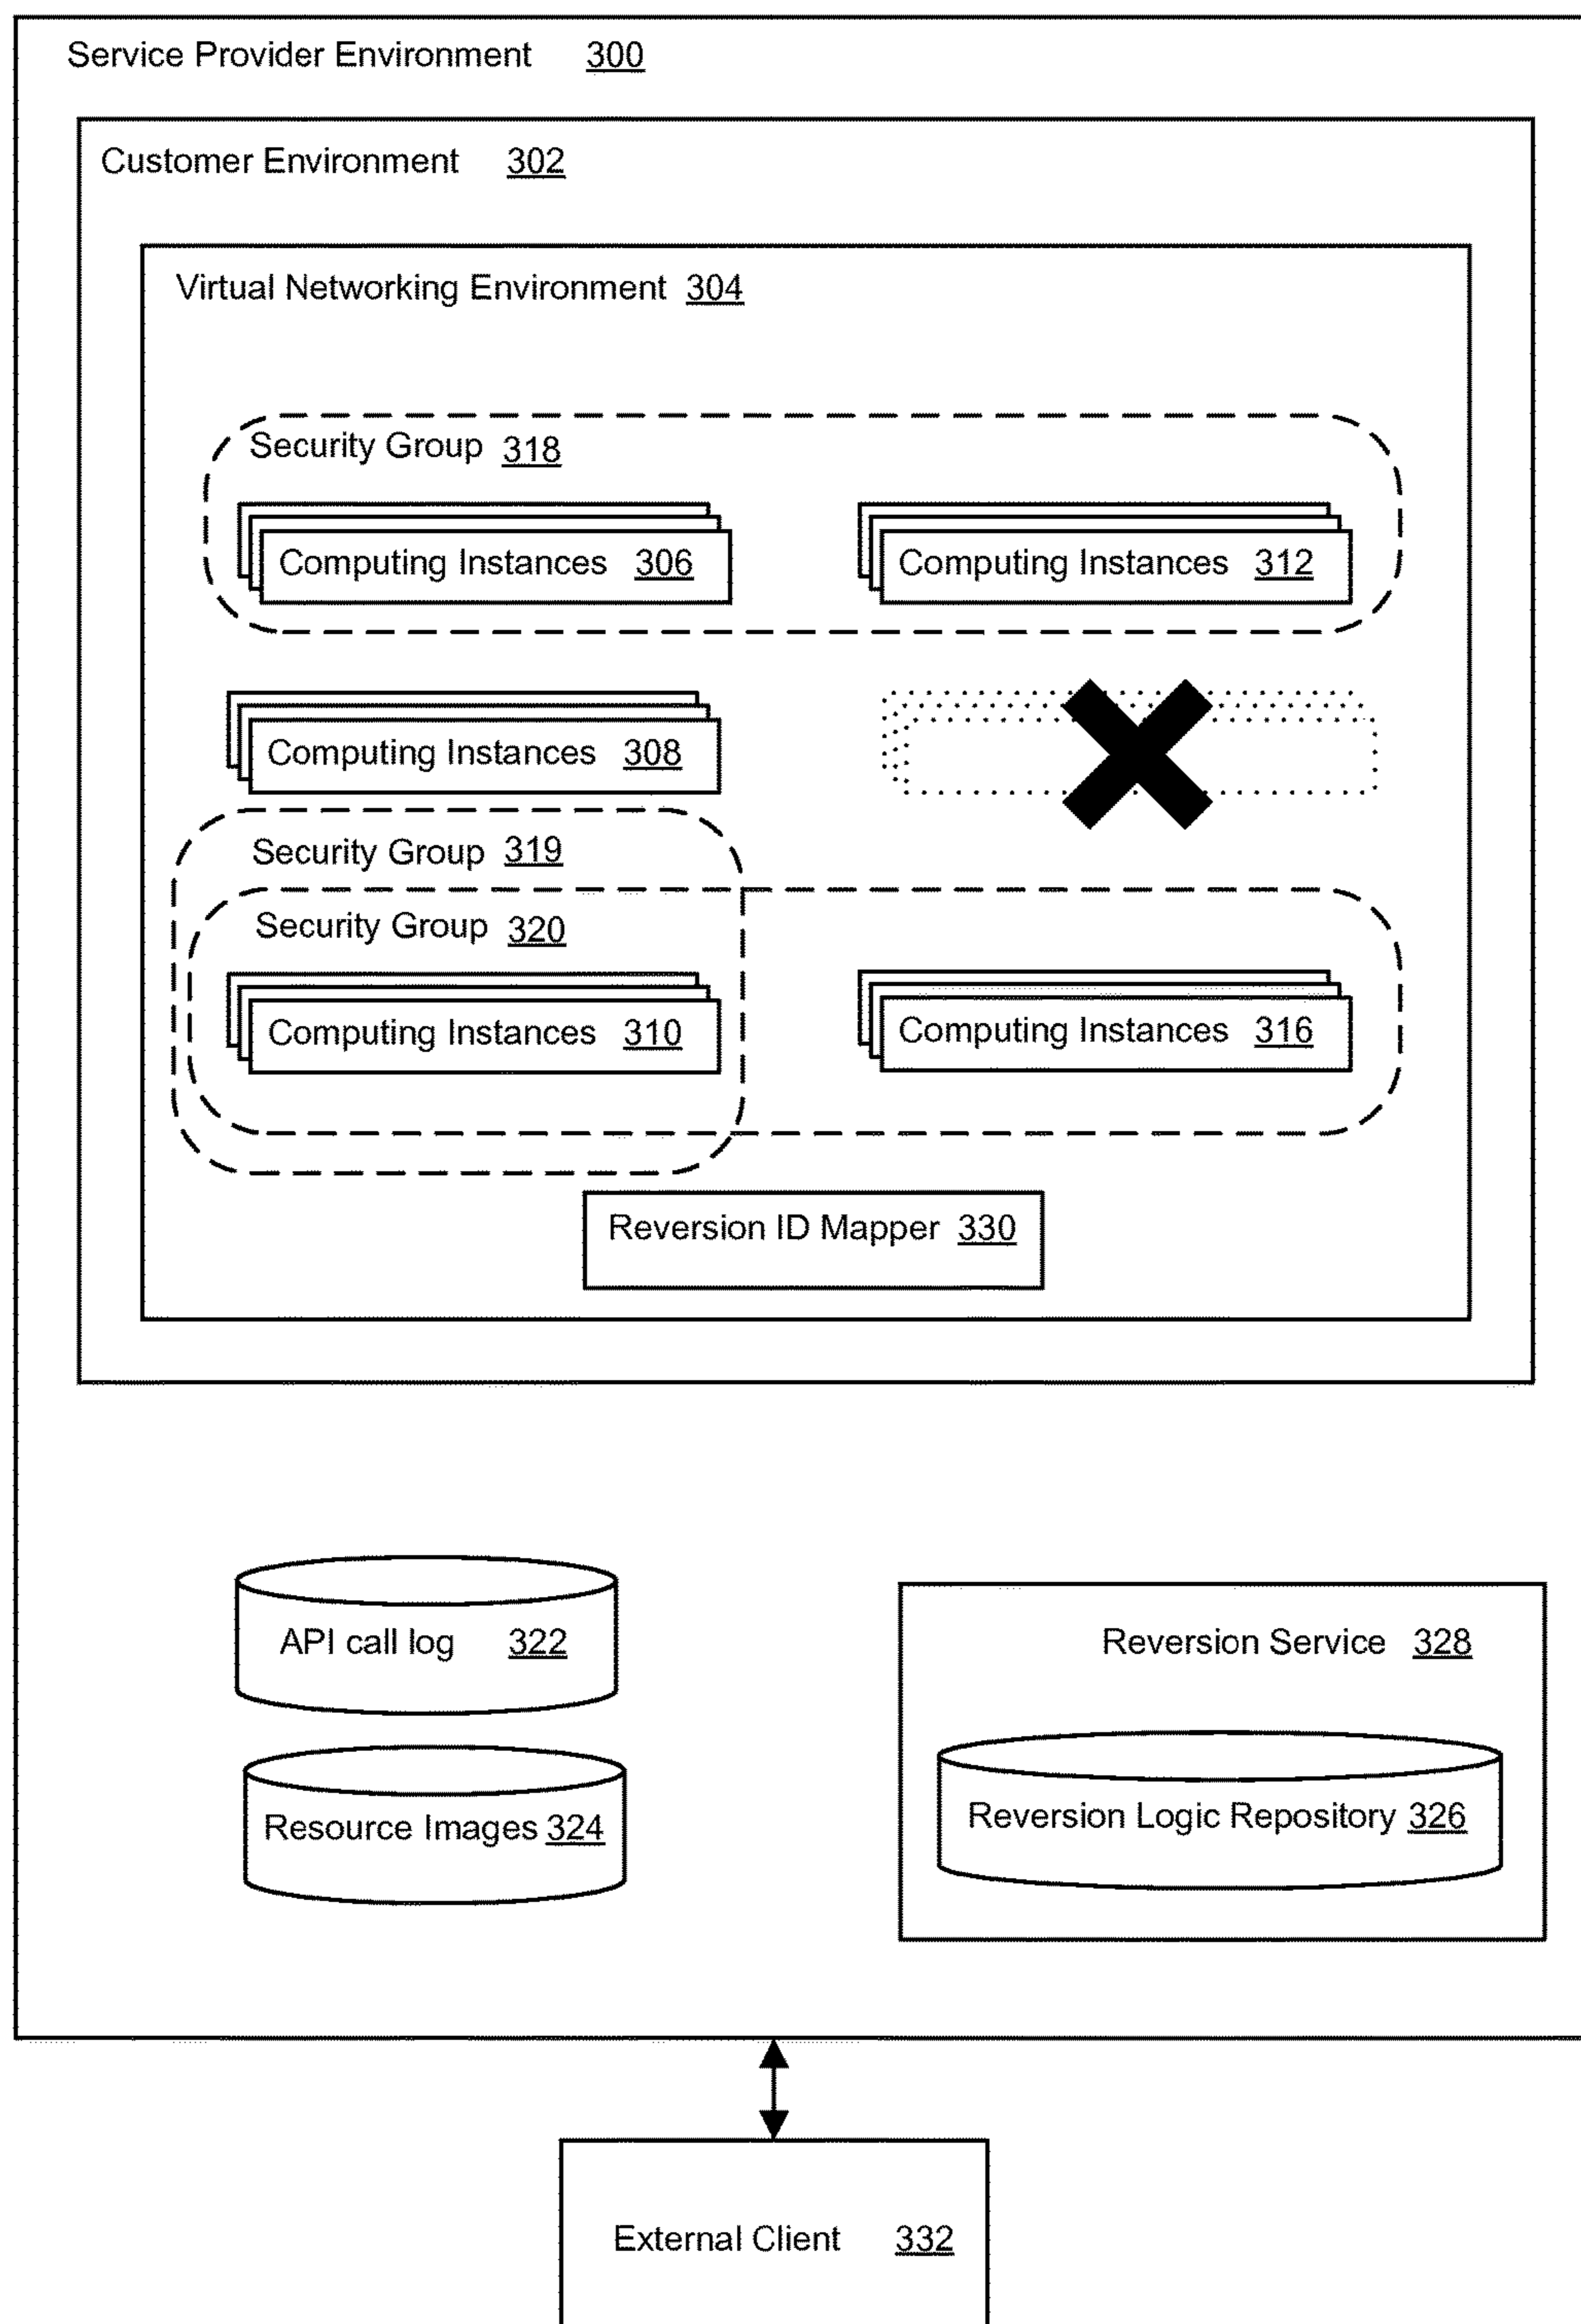 Service Provider Environment 300
Customer Environment 302
Virtual Networking Environment 304
Security Group 318
Computing Instances 306
Computing Instances 312
Computing Instances 308
Security Group 319
Security Group 320
Computing Instances 310
Computing Instances 316
Reversion ID Mapper 330
API call log 322
Reversion Service 328
Resource Images 324
Reversion Logic Repository 326
External Client 332